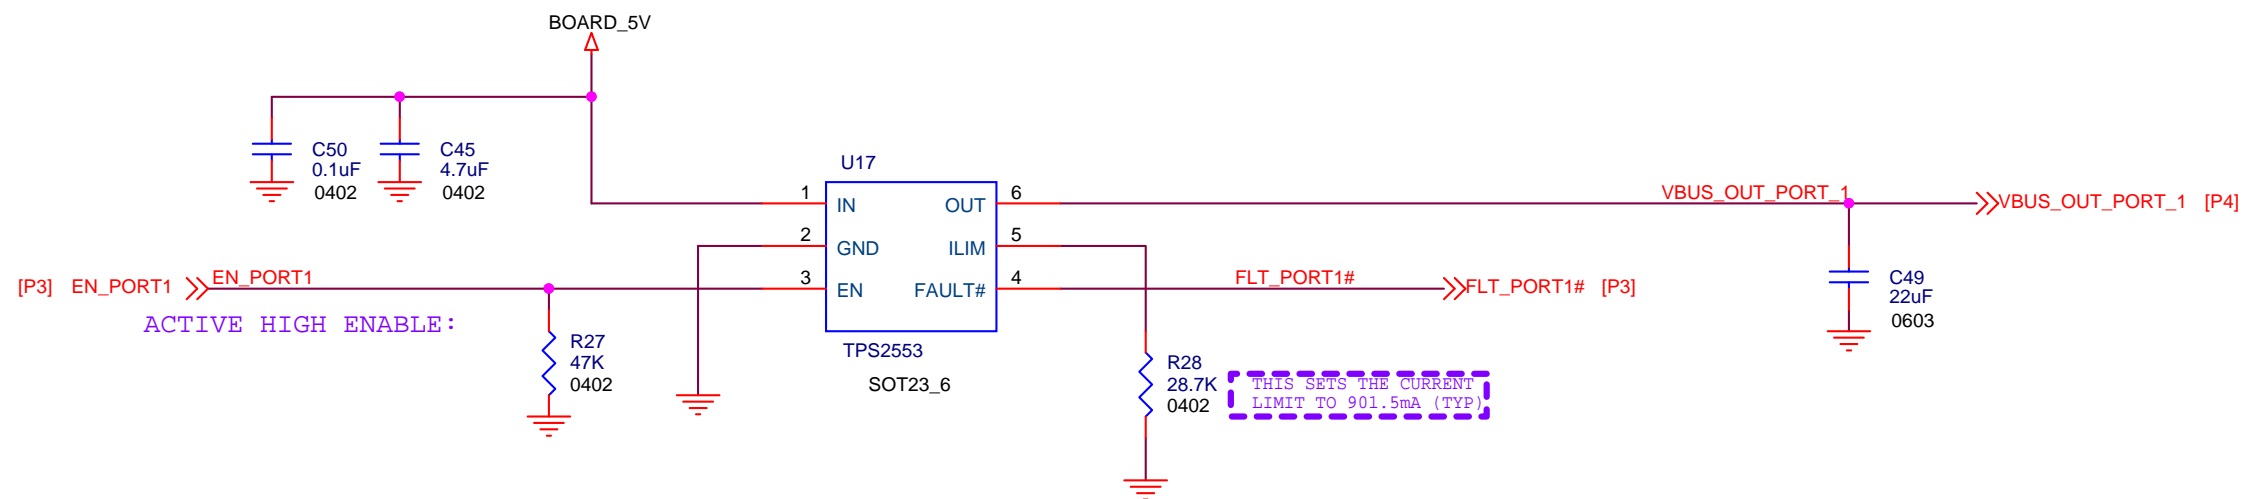 BOARD_5V
C50
0.1uF
0402
C45
4.7uF
0402
U17
1
IN
2
GND
3
EN
OUT
6
ILIM
5
FAULT#
4
TPS2553
SOT23_6
VBUS_OUT_PORT_1
VBUS_OUT_PORT_1 [P4]
[P3] EN_PORT1
EN_PORT1
ACTIVE HIGH ENABLE:
FLT_PORT1#
FLT_PORT1# [P3]
C49
22uF
0603
R27
47K
0402
R28
28.7K
0402
THIS SETS THE CURRENT
LIMIT TO 901.5mA (TYP)